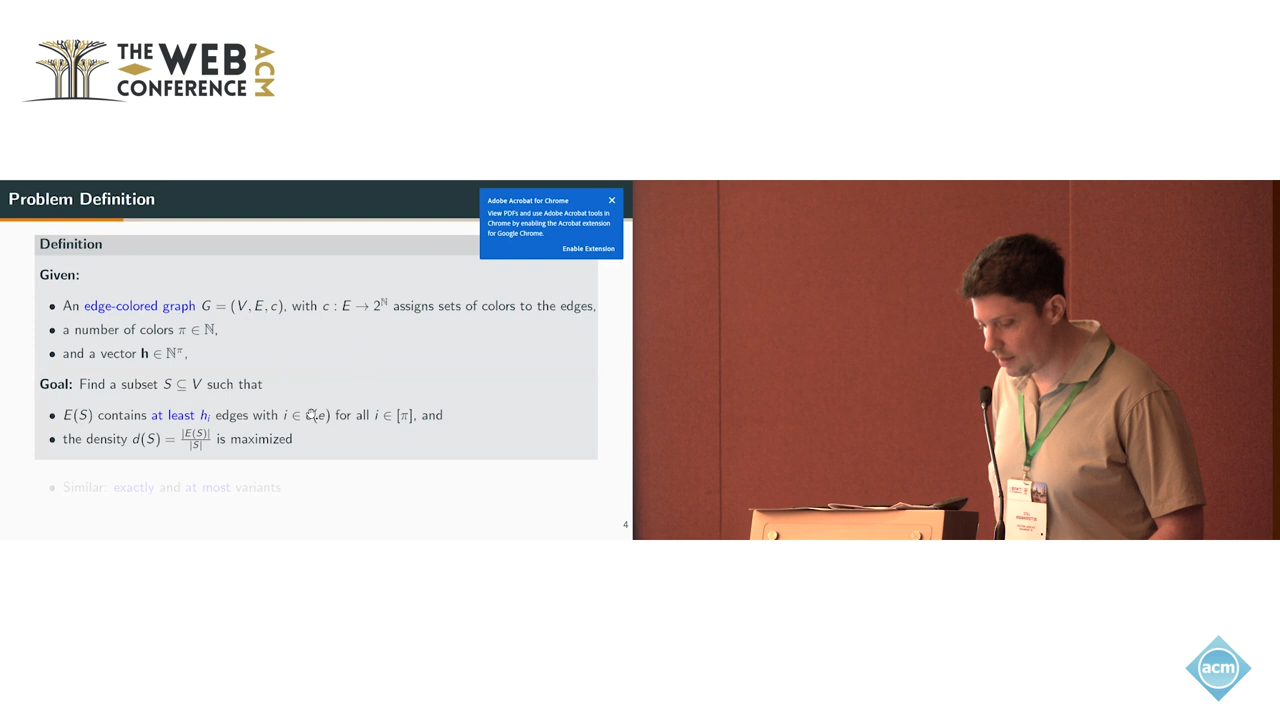 THE WEB
CONFERENCE
ACM
Problem Definition
Adobe Acrobat for Chrome
View PDFs and use Adobe Acrobat tools in
Chrome by enabling the Acrobat extension
for Google Chrome.
Enable Extension
Definition
Given:
• An edge-colored graph G = (V, E, c), with c : E → 2^ℕ assigns sets of colors to the edges,
• a number of colors π ∈ ℕ,
• and a vector h ∈ ℕ^π,
Goal: Find a subset S ⊆ V such that
• E(S) contains at least h_i edges with i ∈ (e) for all i ∈ [π], and
• the density d(S) = |E(S)|/|S| is maximized
• Similar: exactly and at most variants
4
acm